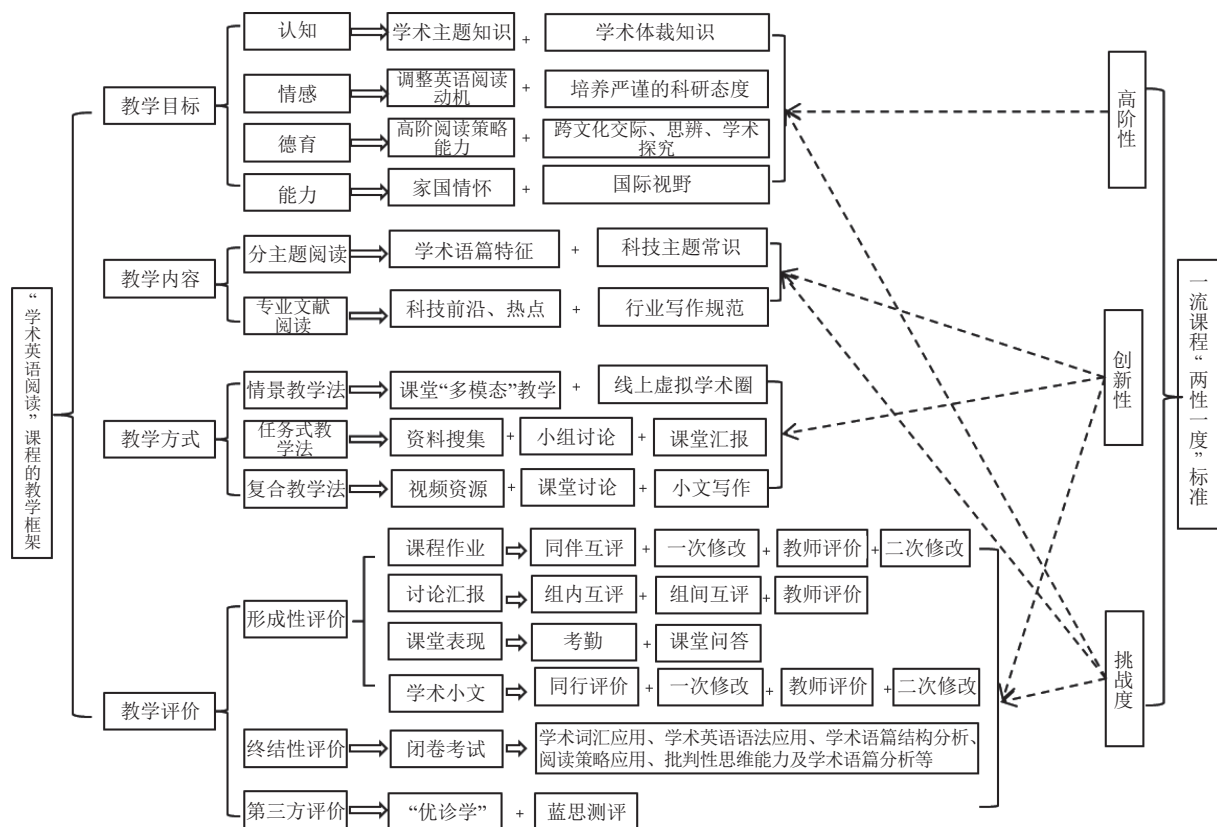 “学术英语阅读”课程的教学框架
教学目标
认知
学术主题知识
+
学术体裁知识
情感
调整英语阅读
动机
+
培养严谨的科研态度
德育
高阶阅读策略
能力
+
跨文化交际、思辨、学术
探究
能力
家国情怀
+
国际视野
教学内容
分主题阅读
学术语篇特征
+
科技主题常识
专业文献
阅读
科技前沿、热点
+
行业写作规范
教学方式
情景教学法
课堂“多模态”教学
+
线上虚拟学术圈
任务式教
学法
资料搜集
+
小组讨论
+
课堂汇报
复合教学法
视频资源
+
课堂讨论
+
小文写作
教学评价
形成性评价
课程作业
同伴互评
+
一次修改
+
教师评价
+
二次修改
讨论汇报
组内互评
+
组间互评
+
教师评价
课堂表现
考勤
+
课堂问答
学术小文
同行评价
+
一次修改
+
教师评价
+
二次修改
终结性评价
闭卷考试
学术词汇应用、学术英语语法应用、学术语篇结构分析、
阅读策略应用、批判性思维能力及学术语篇分析等
第三方评价
“优诊学”
+
蓝思测评
高阶性
创新性
挑战度
一流课程“两性一度”标准